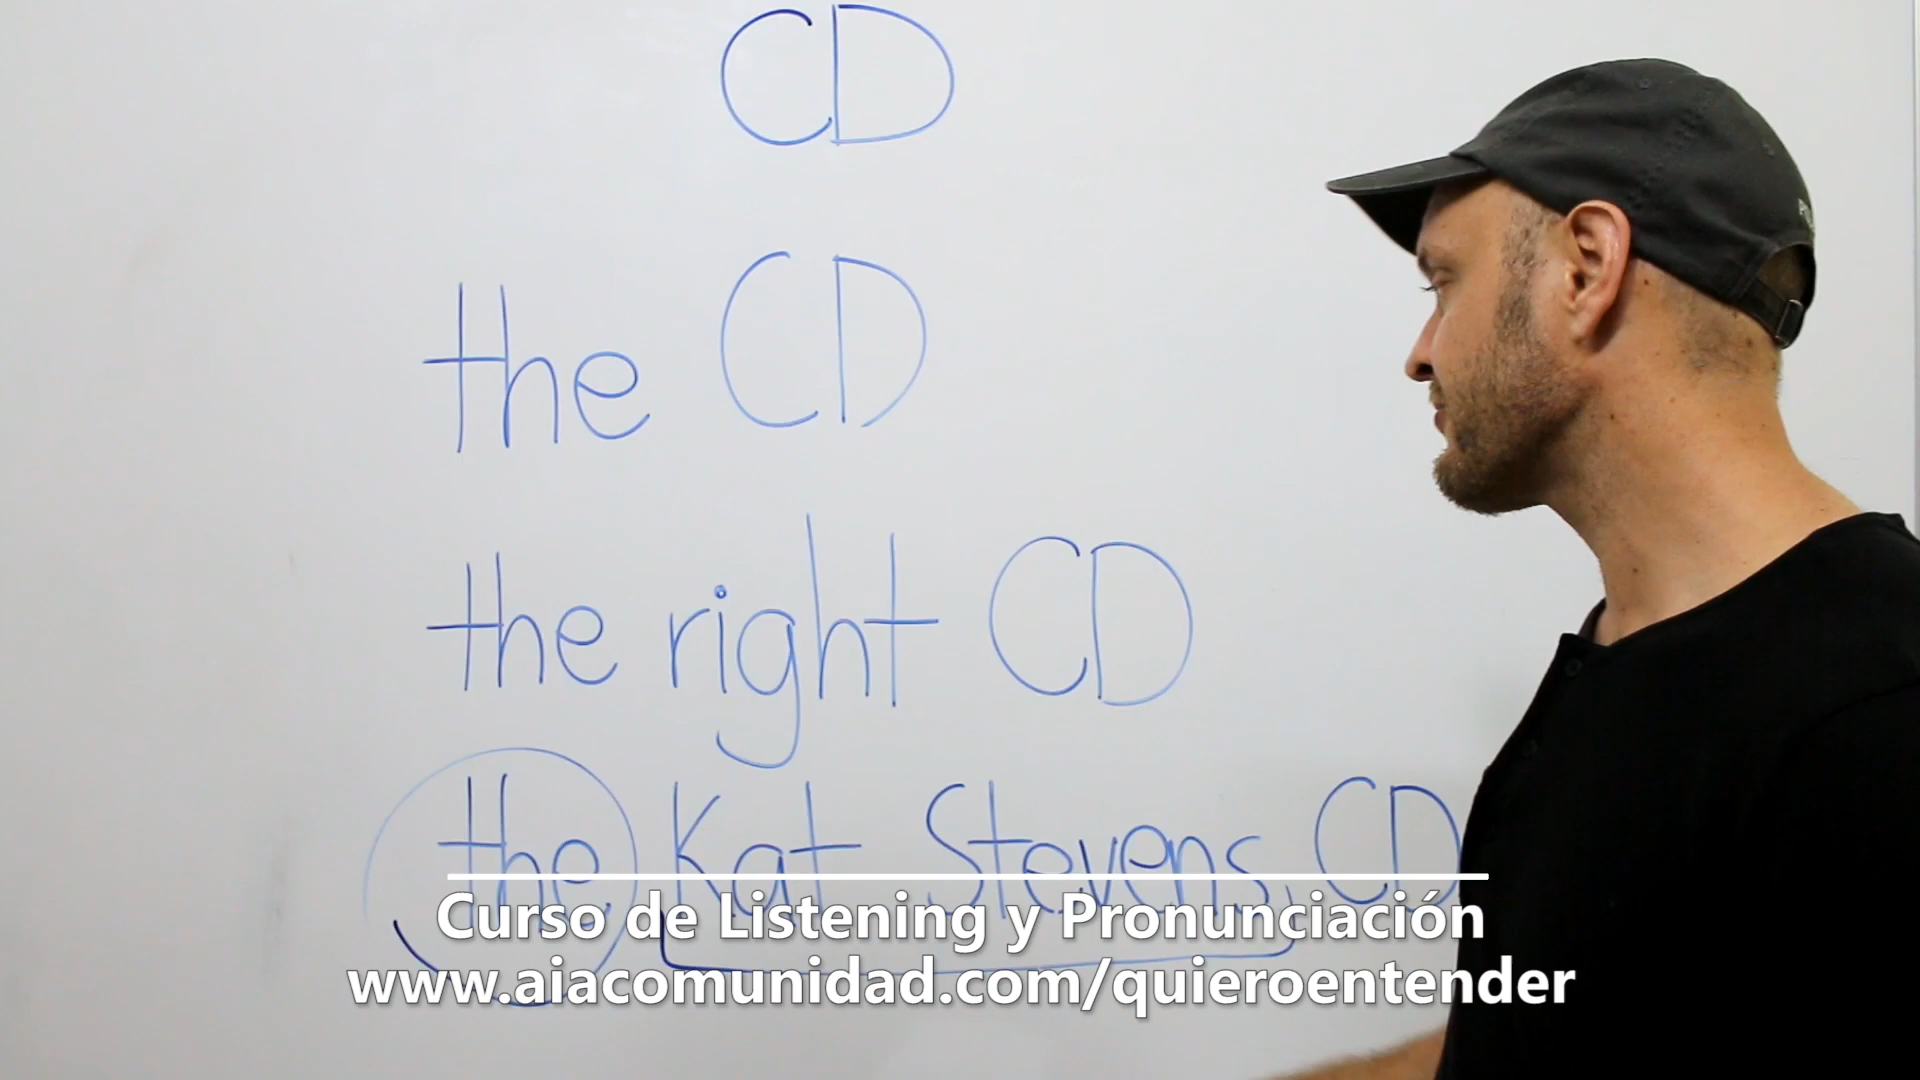 CD
the CD
the right CD
the Kat Stevens, CD
Curso de Listening y Pronunciación
www.aiacomunidad.com/quieroentender